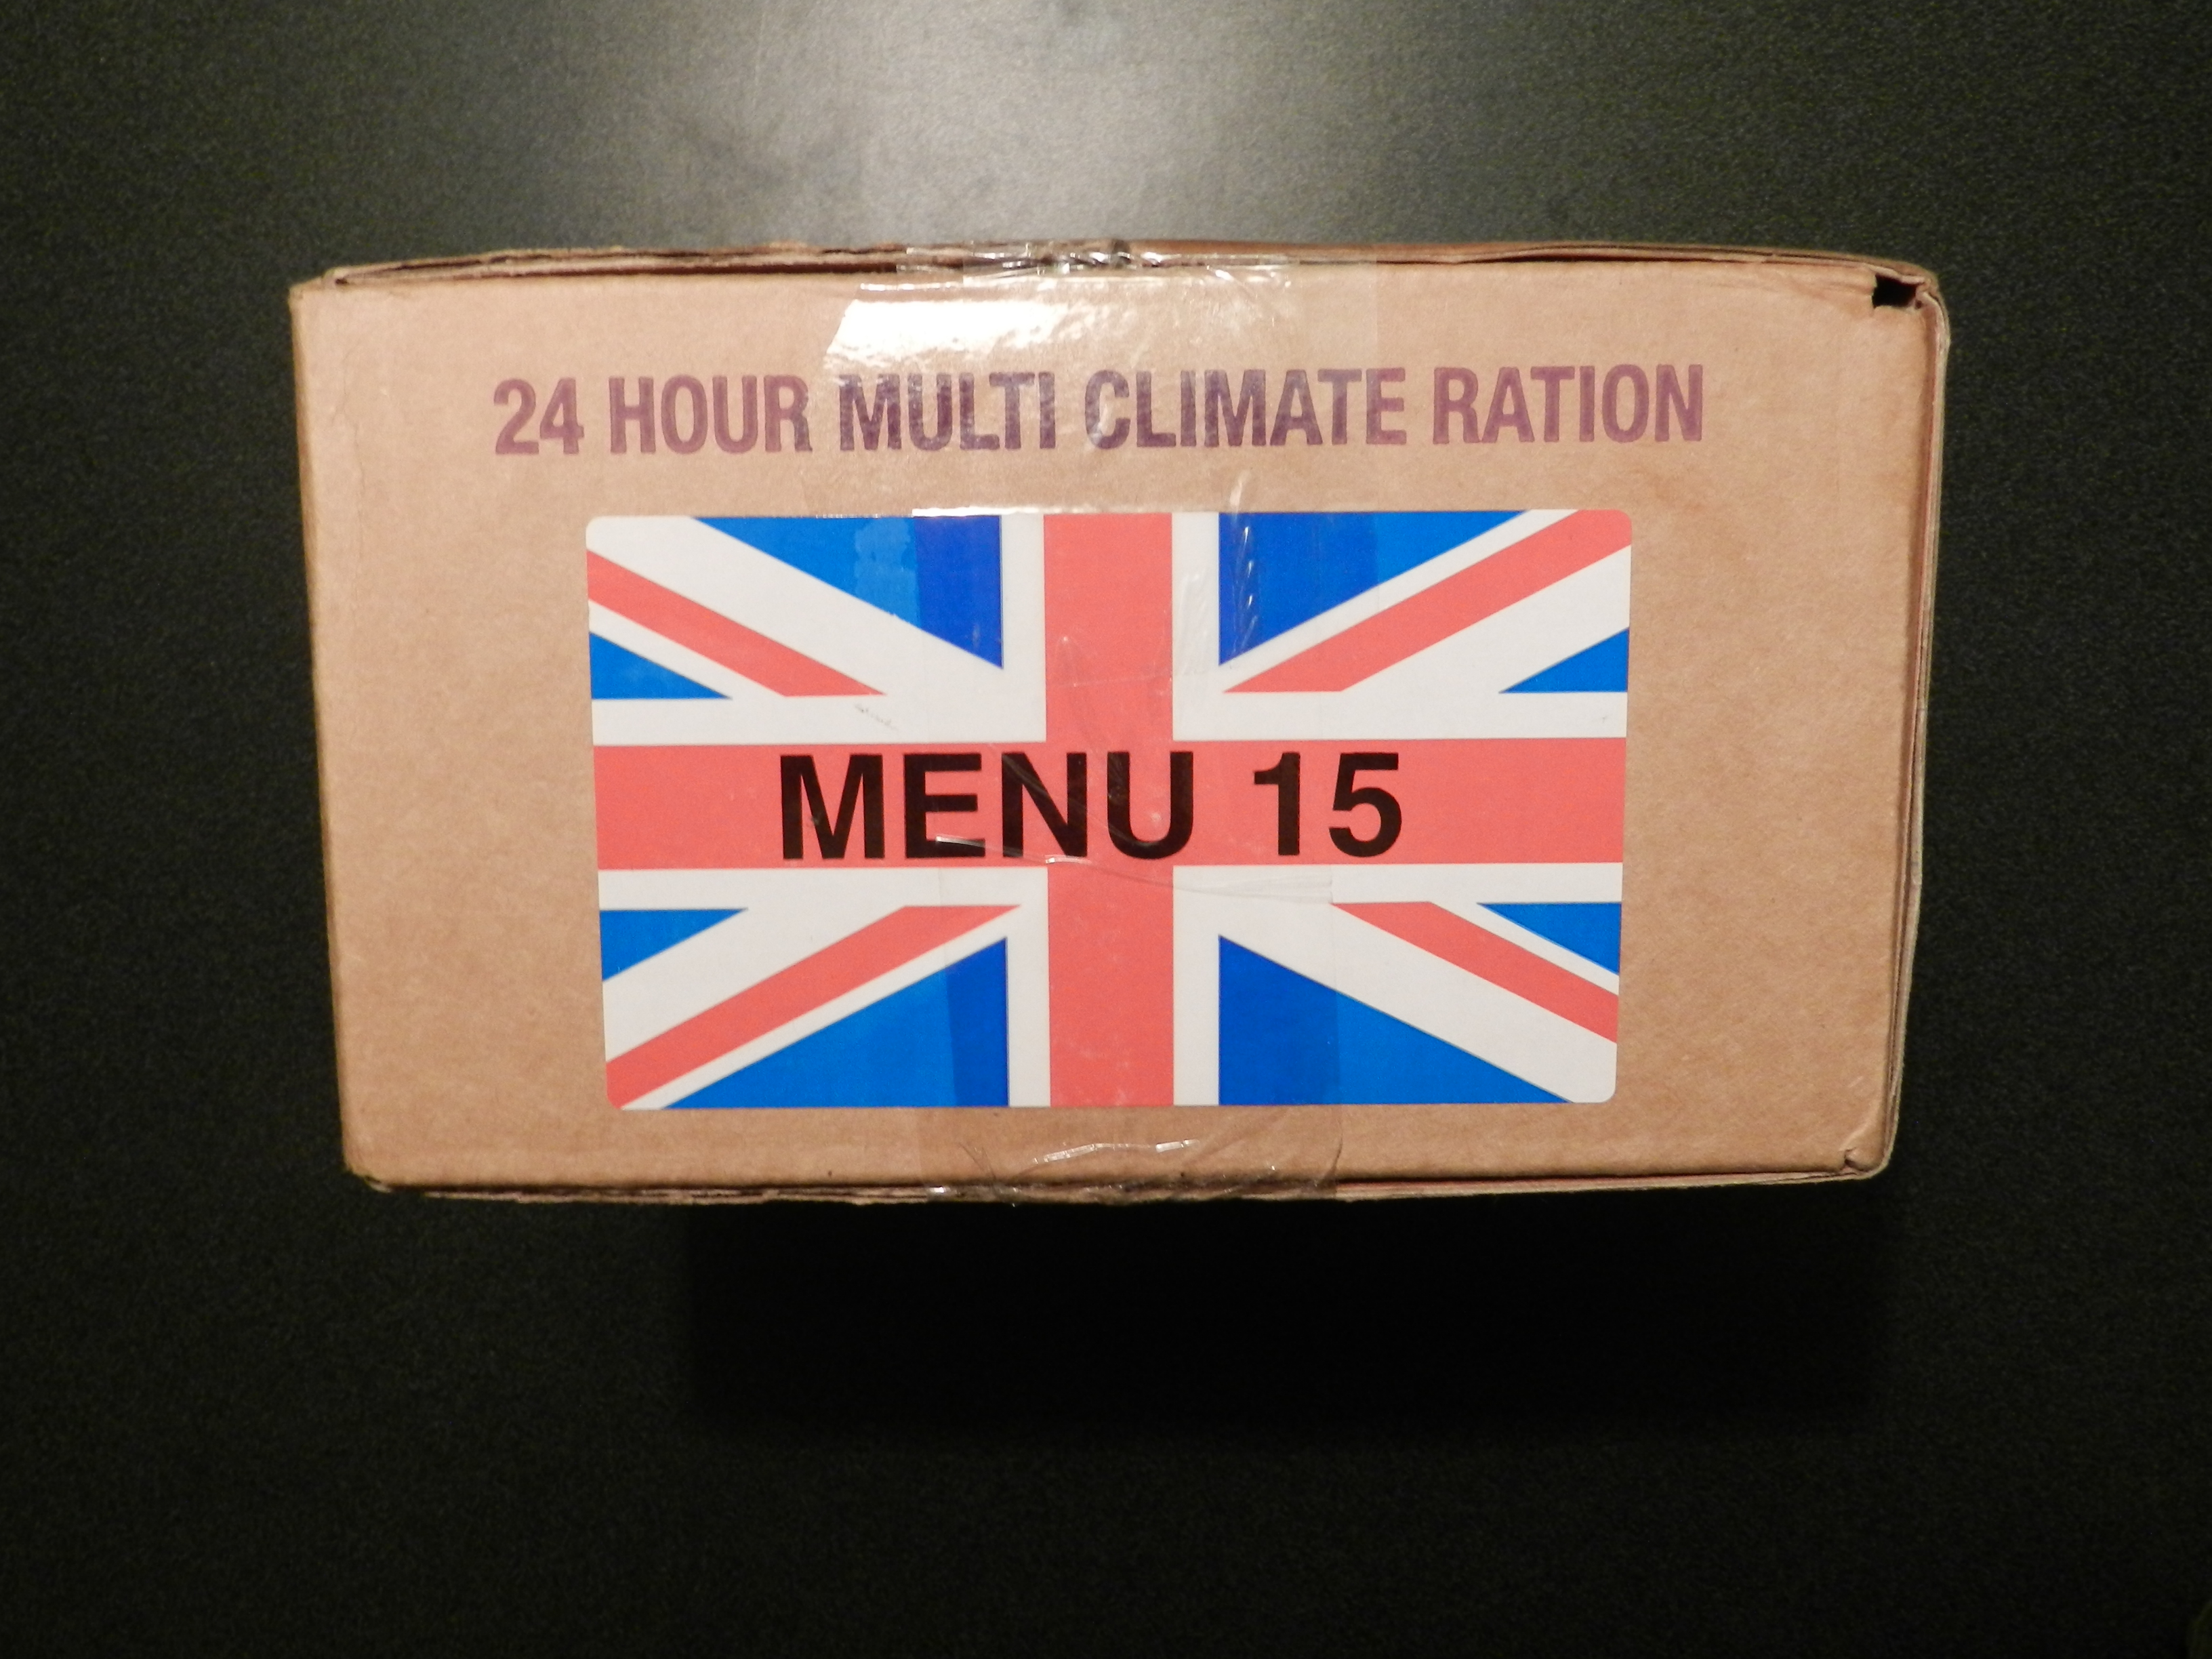 24 HOUR MULTI CLIMATE RATION
MENU 15